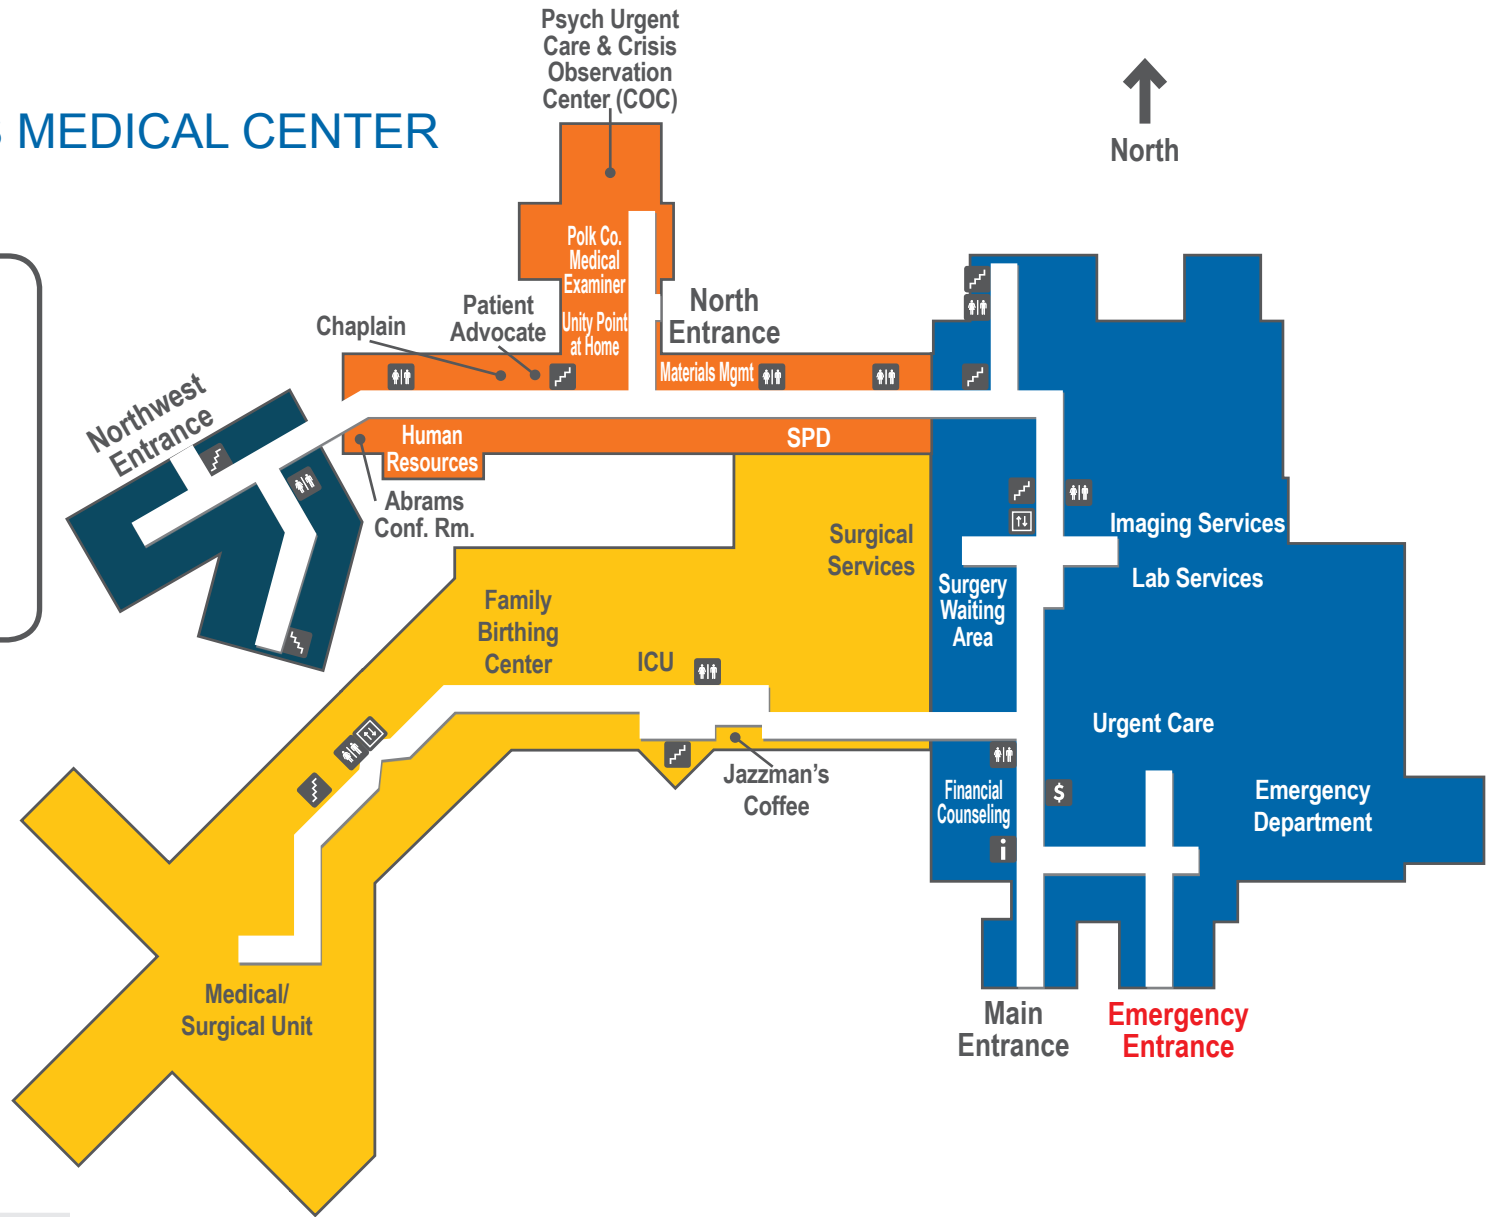 MEDICAL CENTER
Psych Urgent
Care & Crisis
Observation
Center (COC)
North
Polk Co.
Medical
Examiner
Unity Point
at Home
North
Entrance
Patient
Advocate
Chaplain
Materials Mgmt
Northwest
Entrance
Human
Resources
SPD
Abrams
Conf. Rm.
Surgical
Services
Imaging Services
Lab Services
Surgery
Waiting
Area
Family
Birthing
Center
ICU
Urgent Care
Jazzman's
Coffee
Financial
Counseling
$
i
Emergency
Department
Medical/
Surgical Unit
Main
Entrance
Emergency
Entrance